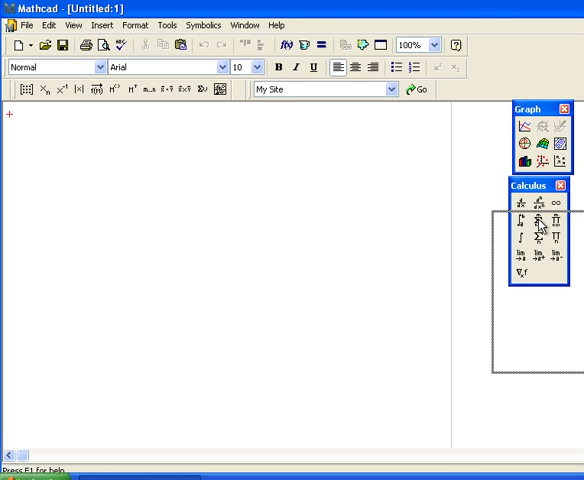 Mathcad - [Untitled:1]
File Edit View Insert Format Tools Symbolics Window Help
100%
Normal Arial 10 B I U
My Site Go
Graph
Calculus
Press F1 for help.